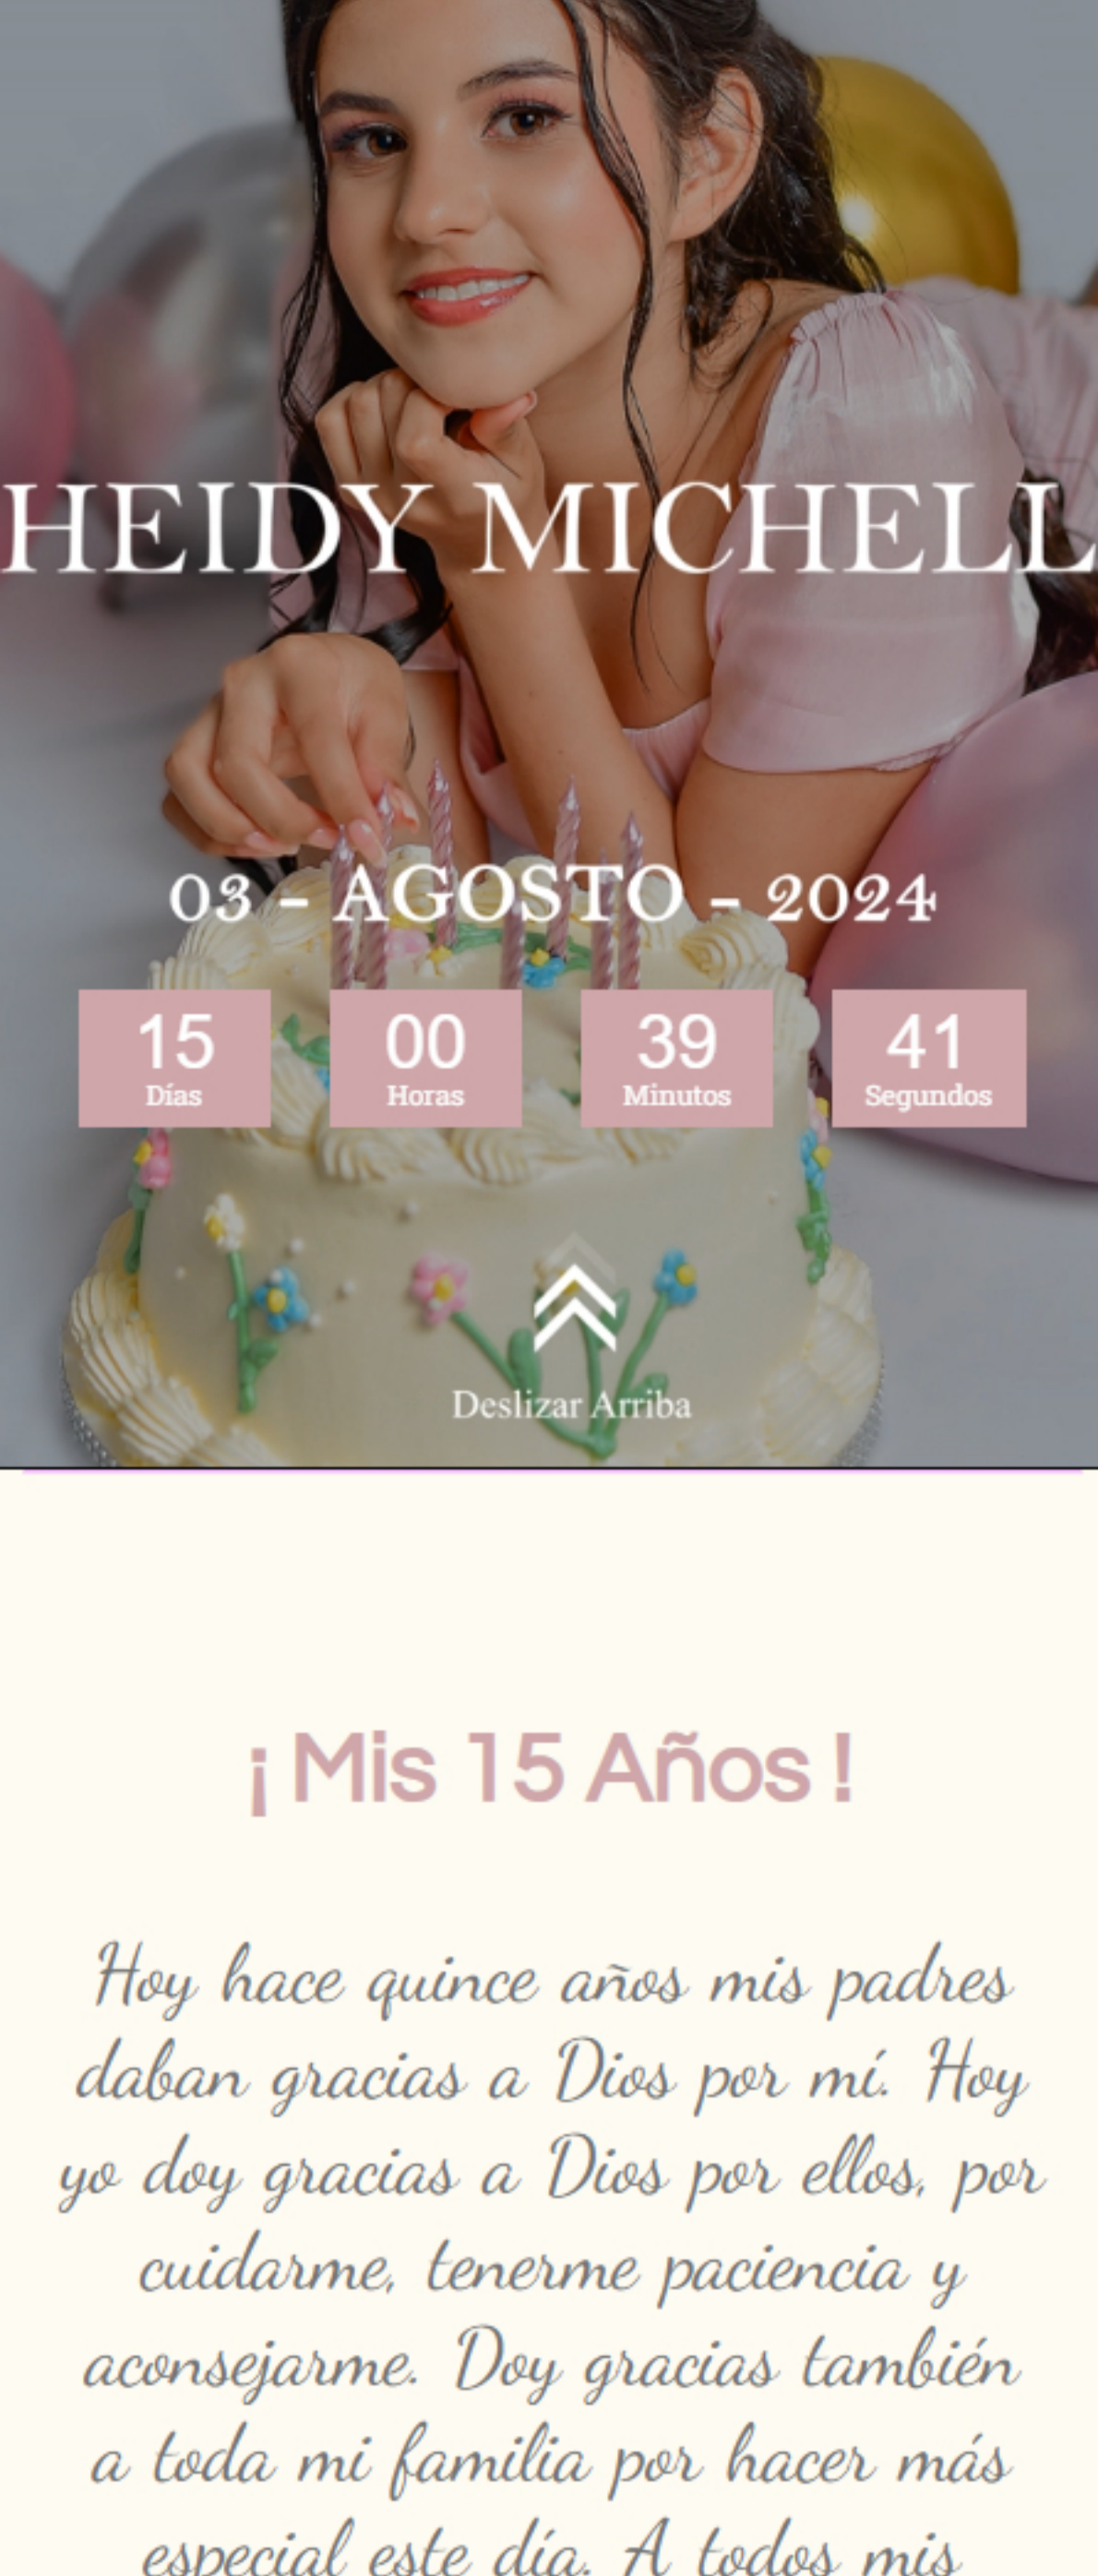 HEIDY MICHELL
03 - AGOSTO - 2024
15 00 39 41
Días Horas Minutos Segundos
Deslizar Arriba
¡ Mis 15 Años !
Hoy hace quince años mis padres
daban gracias a Dios por mí. Hoy
yo doy gracias a Dios por ellos, por
cuidarme, tenerme paciencia y
aconsejarme. Doy gracias también
a toda mi familia por hacer más
especial este día. A todos mis